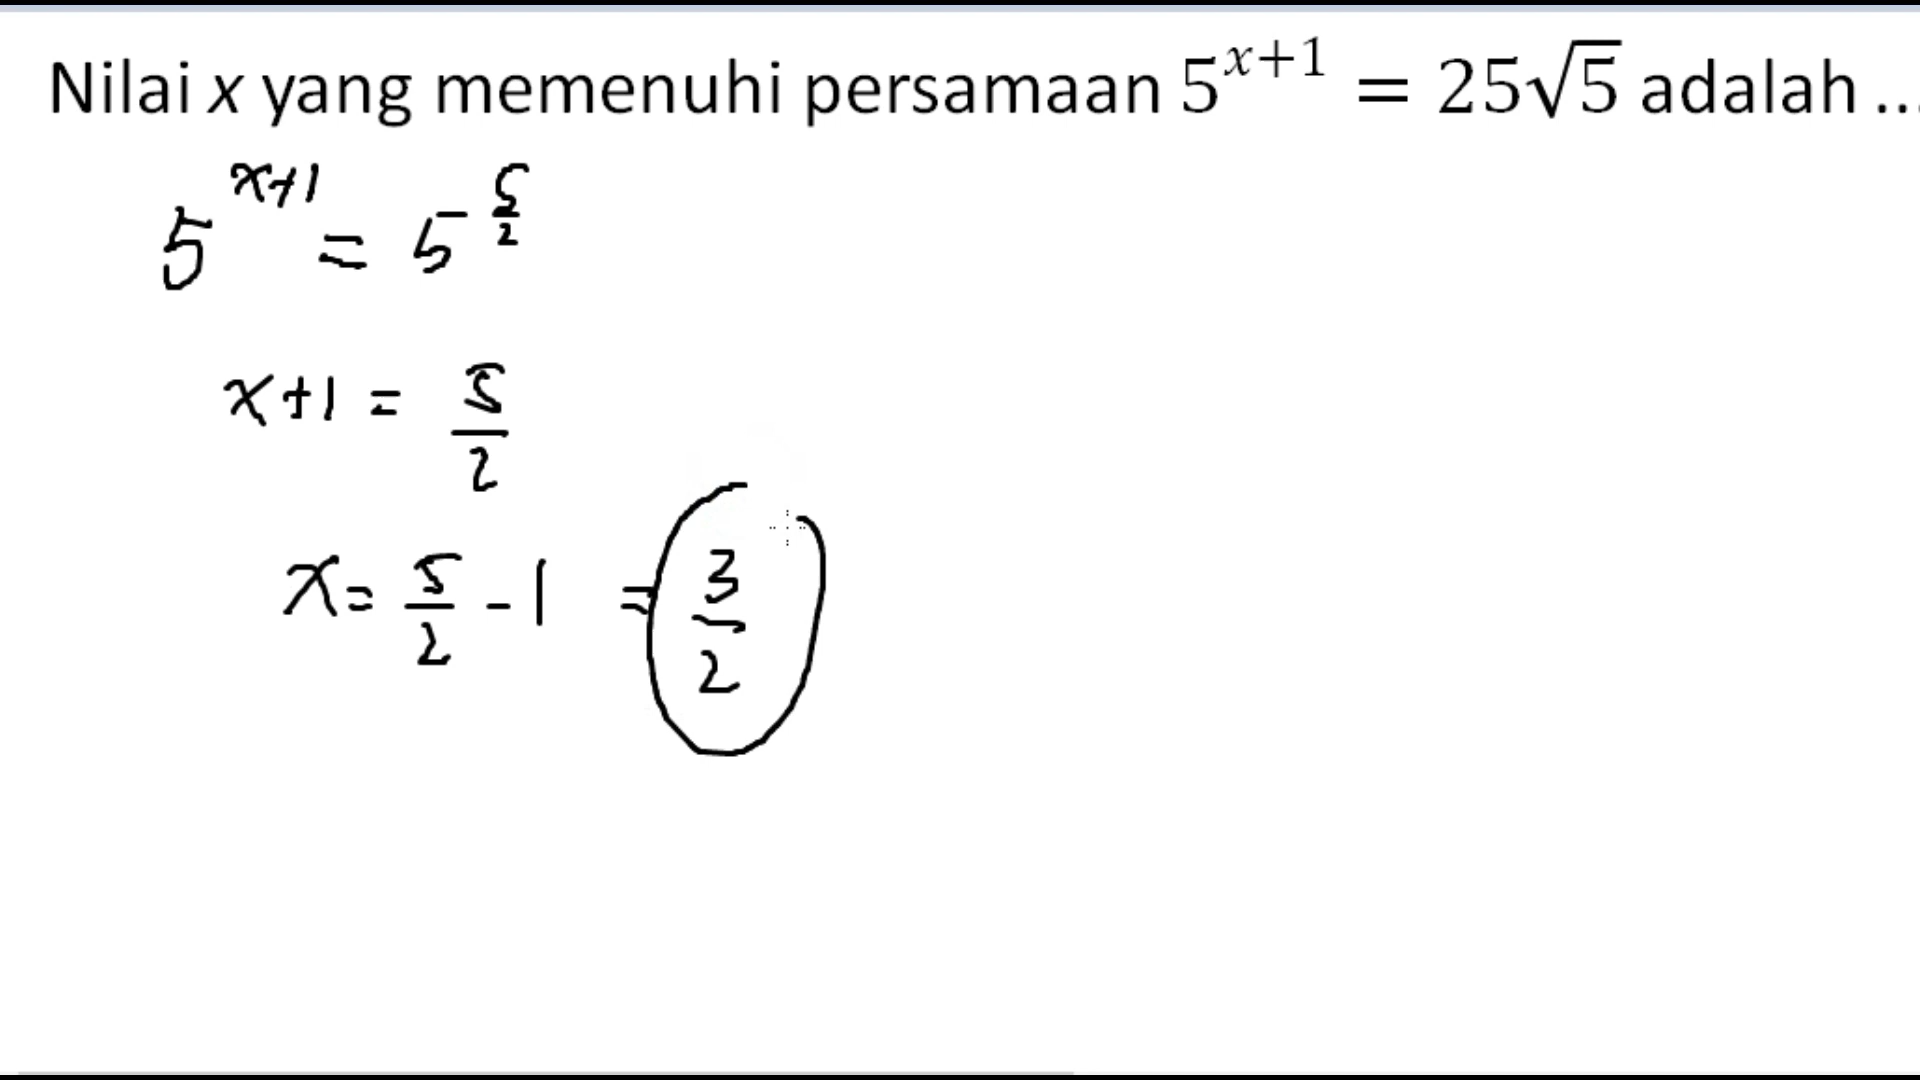 Nilai x yang memenuhi persamaan 5^{x+1} = 25√5 adalah ...
5^{x+1} = 5^{5/2}
x+1 = 5/2
x = 5/2 - 1 = 3/2